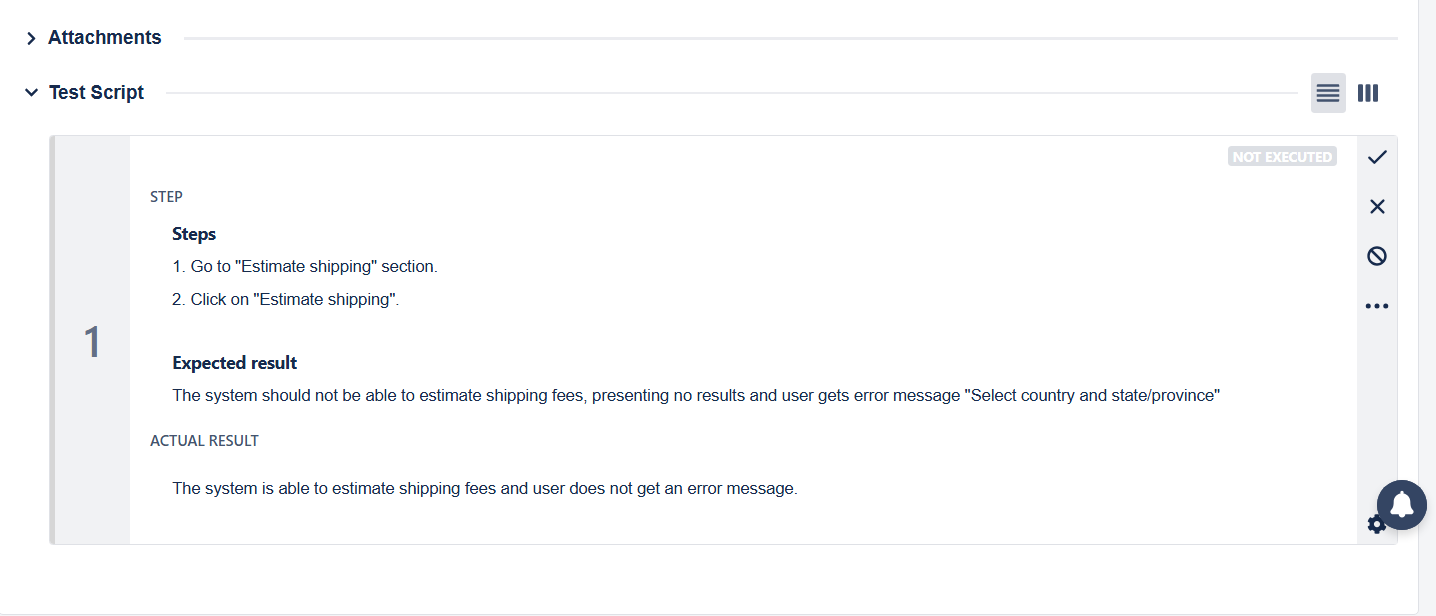 Attachments
Test Script
NOT EXECUTED
STEP
Steps
1. Go to "Estimate shipping" section.
2. Click on "Estimate shipping".
1
Expected result
The system should not be able to estimate shipping fees, presenting no results and user gets error message "Select country and state/province"
ACTUAL RESULT
The system is able to estimate shipping fees and user does not get an error message.